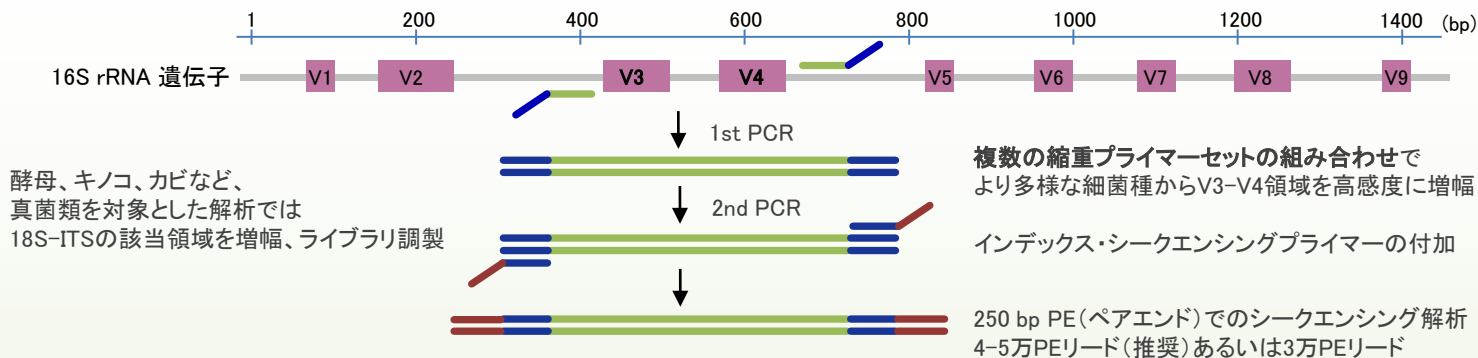 1 200 400 600 800 1000 1200 1400 (bp)
16S rRNA 遺伝子 V1 V2 V3 V4 V5 V6 V7 V8 V9
1st PCR
酵母、キノコ、カビなど、
真菌類を対象とした解析では
18S-ITSの該当領域を増幅、ライブラリ調製
複数の縮重プライマーセットの組み合わせで
より多様な細菌種からV3-V4領域を高感度に増幅
2nd PCR
インデックス・シークエンシングプライマーの付加
250 bp PE（ペアエンド）でのシークエンシング解析
4-5万PEリード（推奨）あるいは3万PEリード